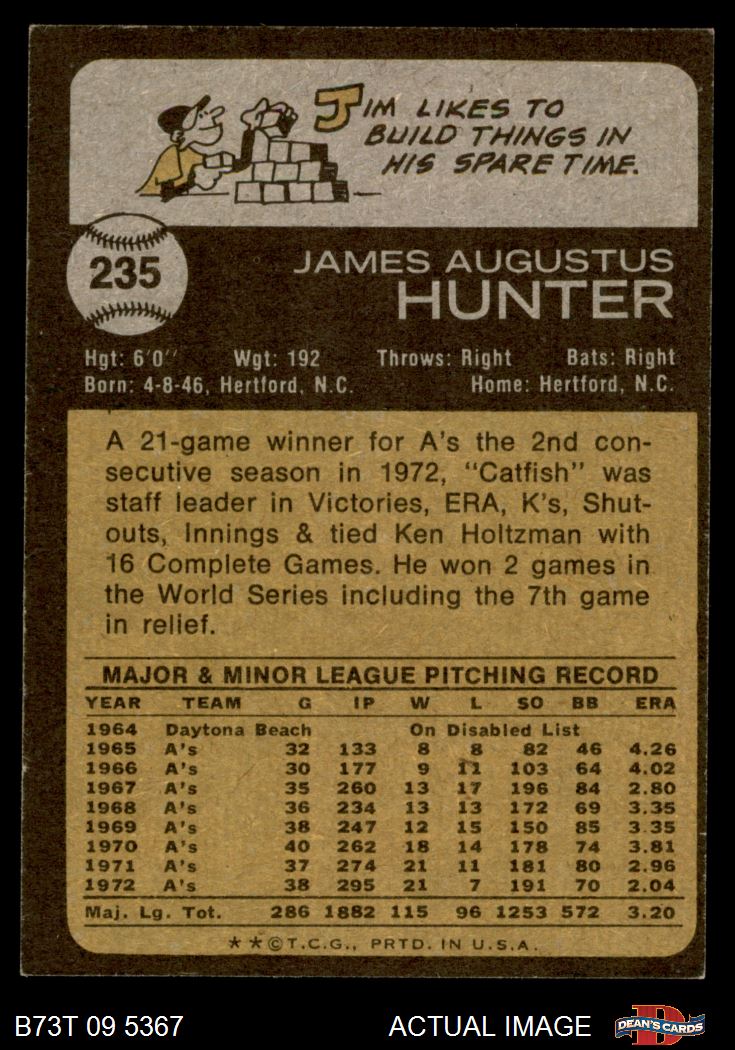 JIM LIKES TO
BUILD THINGS IN
HIS SPARE TIME.
235
JAMES AUGUSTUS
HUNTER
Hgt: 6'0'' Wgt: 192 Throws: Right Bats: Right
Born: 4-8-46, Hertford, N.C. Home: Hertford, N.C.
A 21-game winner for A's the 2nd con-
secutive season in 1972, "Catfish" was
staff leader in Victories, ERA, K's, Shut-
outs, Innings & tied Ken Holtzman with
16 Complete Games. He won 2 games in
the World Series including the 7th game
in relief.
MAJOR & MINOR LEAGUE PITCHING RECORD
YEAR TEAM G IP W L SO BB ERA
1964 Daytona Beach On Disabled List
1965 A's 32 133 8 8 82 46 4.26
1966 A's 30 177 9 11 103 64 4.02
1967 A's 35 260 13 17 196 84 2.80
1968 A's 36 234 13 13 172 69 3.35
1969 A's 38 247 12 15 150 85 3.35
1970 A's 40 262 18 14 178 74 3.81
1971 A's 37 274 21 11 181 80 2.96
1972 A's 38 295 21 7 191 70 2.04
Maj. Lg. Tot. 286 1882 115 96 1253 572 3.20
★★©T.C.G., PRTD. IN U.S.A.
B73T 09 5367 ACTUAL IMAGE D DEAN'S CARDS